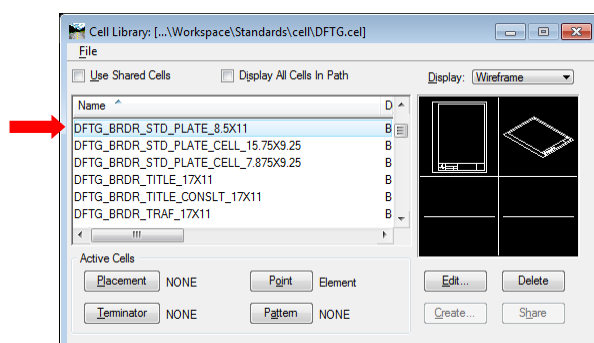 Cell Library: [...\Workspace\Standards\cell\DFTG.cel]
File
Use Shared Cells Display All Cells In Path Display: Wireframe
Name D
DFTG_BRDR_STD_PLATE_8.5X11 B
DFTG_BRDR_STD_PLATE_CELL_15.75X9.25 B
DFTG_BRDR_STD_PLATE_CELL_7.875X9.25 B
DFTG_BRDR_TITLE_17X11 B
DFTG_BRDR_TITLE_CONSLT_17X11 B
DFTG_BRDR_TRAF_17X11 B
Active Cells
Placement NONE Point Element Edit... Delete
Terminator NONE Pattern NONE Create... Share